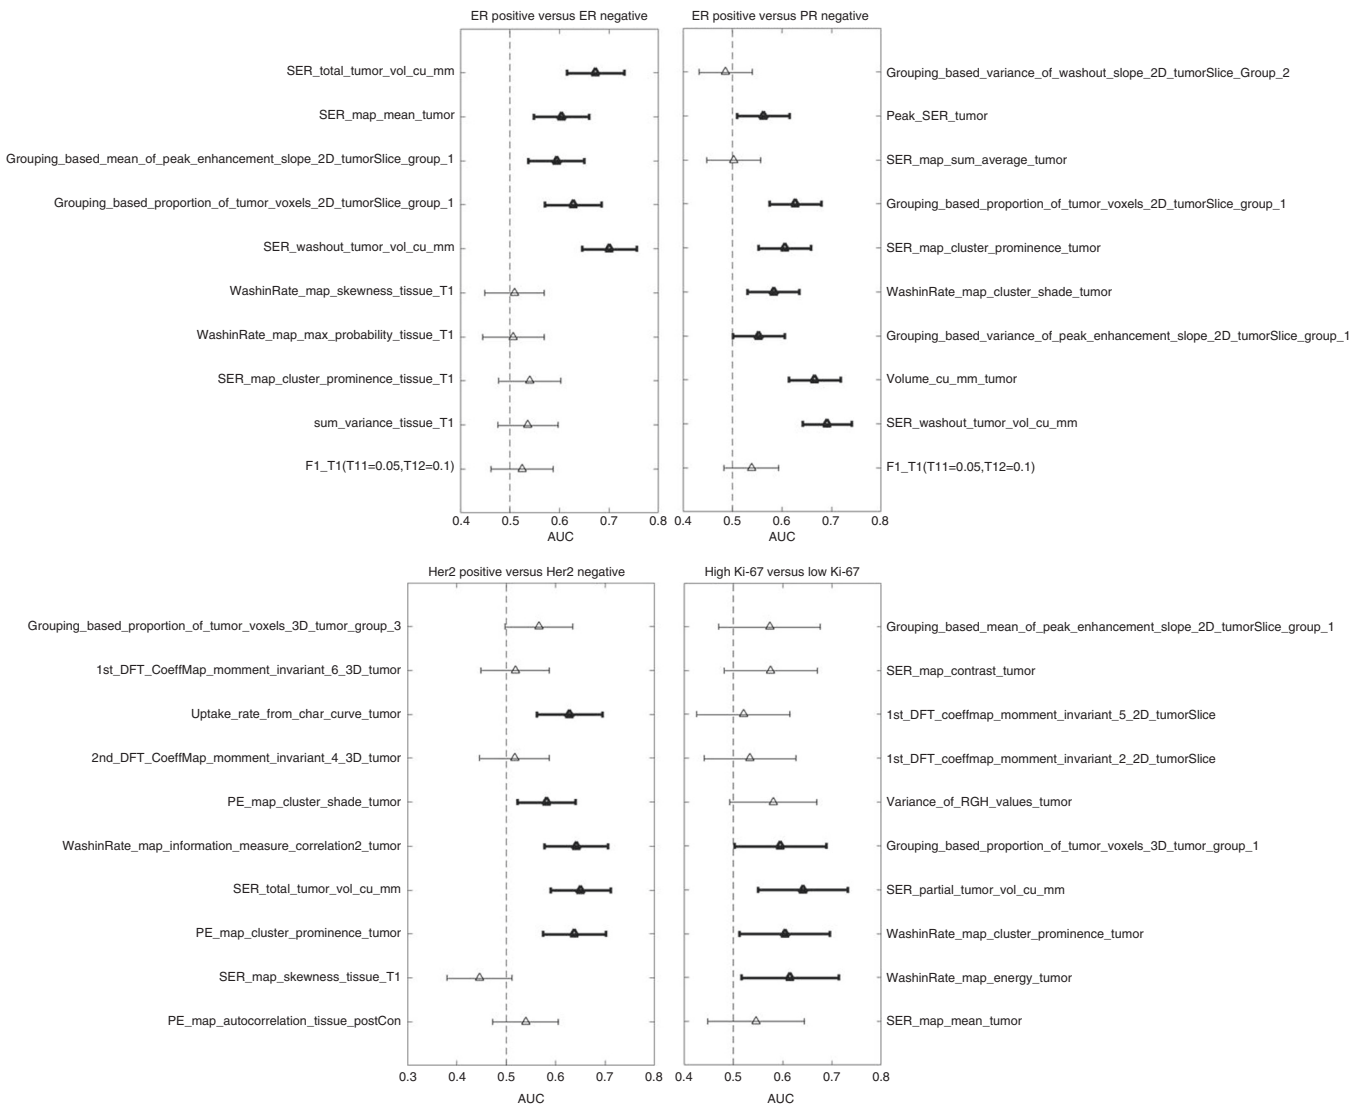 ER positive versus ER negative
SER_total_tumor_vol_cu_mm
SER_map_mean_tumor
Grouping_based_mean_of_peak_enhancement_slope_2D_tumorSlice_group_1
Grouping_based_proportion_of_tumor_voxels_2D_tumorSlice_group_1
SER_washout_tumor_vol_cu_mm
WashinRate_map_skewness_tissue_T1
WashinRate_map_max_probability_tissue_T1
SER_map_cluster_prominence_tissue_T1
sum_variance_tissue_T1
F1_T1(T11=0.05,T12=0.1)
0.4 0.5 0.6 0.7 0.8
AUC
ER positive versus PR negative
Grouping_based_variance_of_washout_slope_2D_tumorSlice_Group_2
Peak_SER_tumor
SER_map_sum_average_tumor
Grouping_based_proportion_of_tumor_voxels_2D_tumorSlice_group_1
SER_map_cluster_prominence_tumor
WashinRate_map_cluster_shade_tumor
Grouping_based_variance_of_peak_enhancement_slope_2D_tumorSlice_group_1
Volume_cu_mm_tumor
SER_washout_tumor_vol_cu_mm
F1_T1(T11=0.05,T12=0.1)
0.4 0.5 0.6 0.7 0.8
AUC
Her2 positive versus Her2 negative
Grouping_based_proportion_of_tumor_voxels_3D_tumor_group_3
1st_DFT_CoeffMap_momment_invariant_6_3D_tumor
Uptake_rate_from_char_curve_tumor
2nd_DFT_CoeffMap_momment_invariant_4_3D_tumor
PE_map_cluster_shade_tumor
WashinRate_map_information_measure_correlation2_tumor
SER_total_tumor_vol_cu_mm
PE_map_cluster_prominence_tumor
SER_map_skewness_tissue_T1
PE_map_autocorrelation_tissue_postCon
0.3 0.4 0.5 0.6 0.7 0.8
AUC
High Ki-67 versus low Ki-67
Grouping_based_mean_of_peak_enhancement_slope_2D_tumorSlice_group_1
SER_map_contrast_tumor
1st_DFT_coeffmap_momment_invariant_5_2D_tumorSlice
1st_DFT_coeffmap_momment_invariant_2_2D_tumorSlice
Variance_of_RGH_values_tumor
Grouping_based_proportion_of_tumor_voxels_3D_tumor_group_1
SER_partial_tumor_vol_cu_mm
WashinRate_map_cluster_prominence_tumor
WashinRate_map_energy_tumor
SER_map_mean_tumor
0.4 0.5 0.6 0.7 0.8
AUC